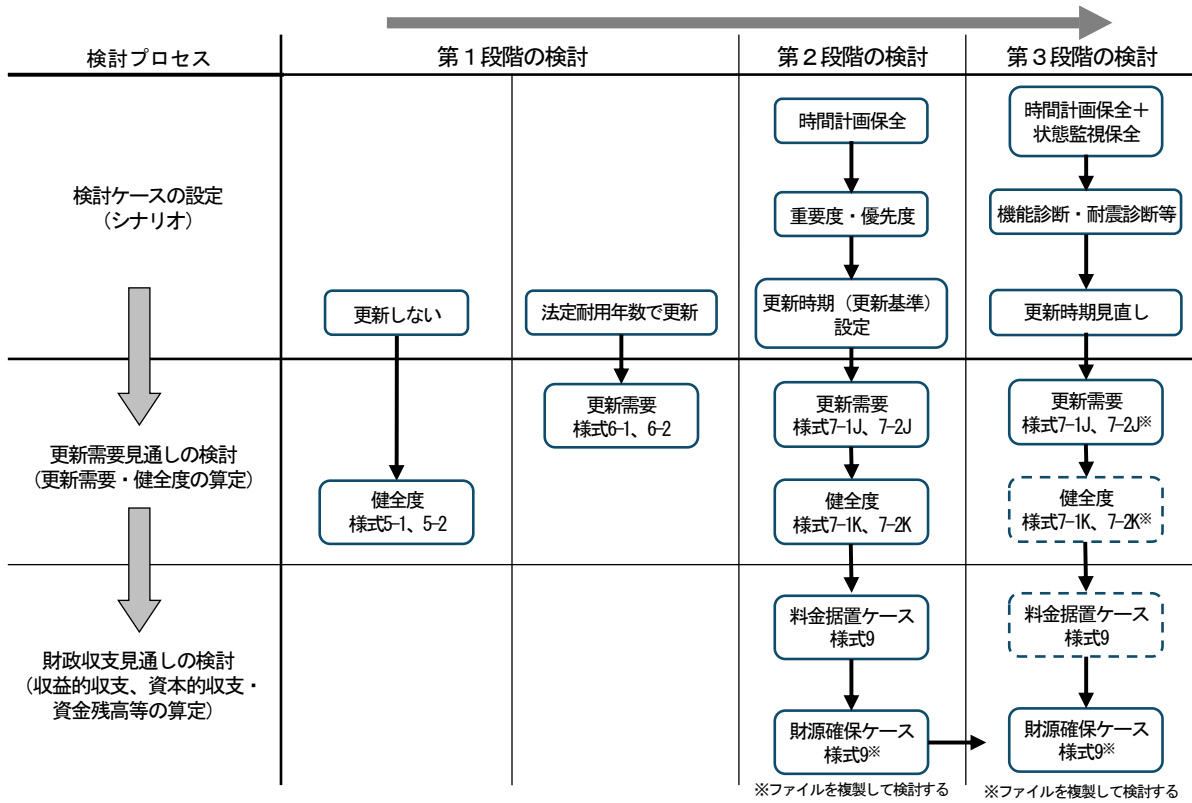 検討プロセス
第1段階の検討
第2段階の検討
第3段階の検討
検討ケースの設定
(シナリオ)
更新しない
法定耐用年数で更新
時間計画保全
重要度・優先度
更新時期(更新基準)
設定
時間計画保全+
状態監視保全
機能診断・耐震診断等
更新時期見直し
更新需要見通しの検討
(更新需要・健全度の算定)
健全度
様式5-1、5-2
更新需要
様式6-1、6-2
更新需要
様式7-1J、7-2J
健全度
様式7-1K、7-2K
更新需要
様式7-1J、7-2J※
健全度
様式7-1K、7-2K※
財政収支見通しの検討
(収益的収支、資本的収支・
資金残高等の算定)
料金据置ケース
様式9
財源確保ケース
様式9※
※ファイルを複製して検討する
料金据置ケース
様式9
財源確保ケース
様式9※
※ファイルを複製して検討する